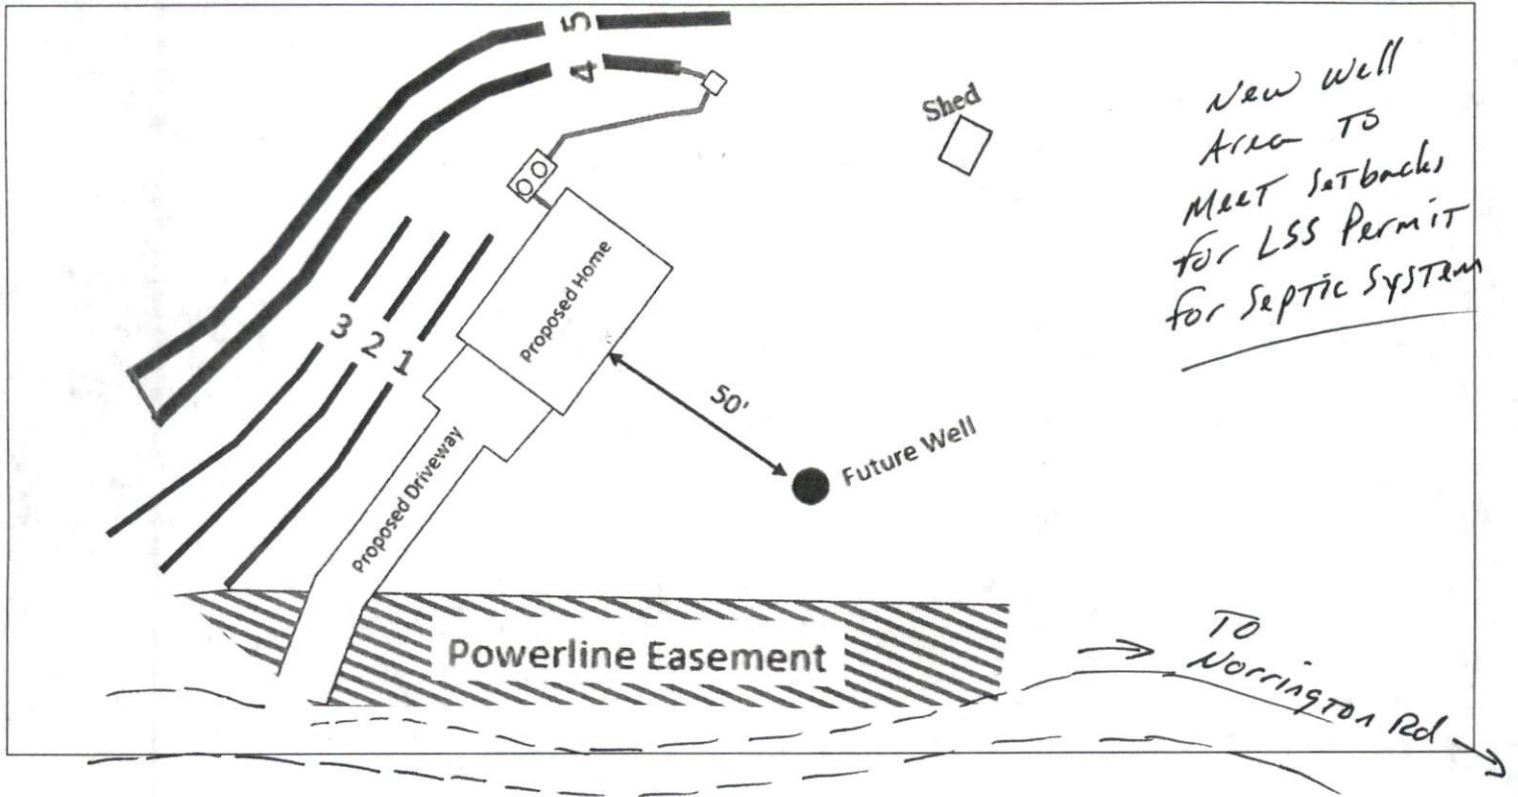 5
4
Shed
New Well
Area To
Meet Setbacks
for LSS Permit
for Septic System
3
2
1
Proposed Home
50'
Future Well
Proposed Driveway
Powerline Easement
To
Norrington Rd